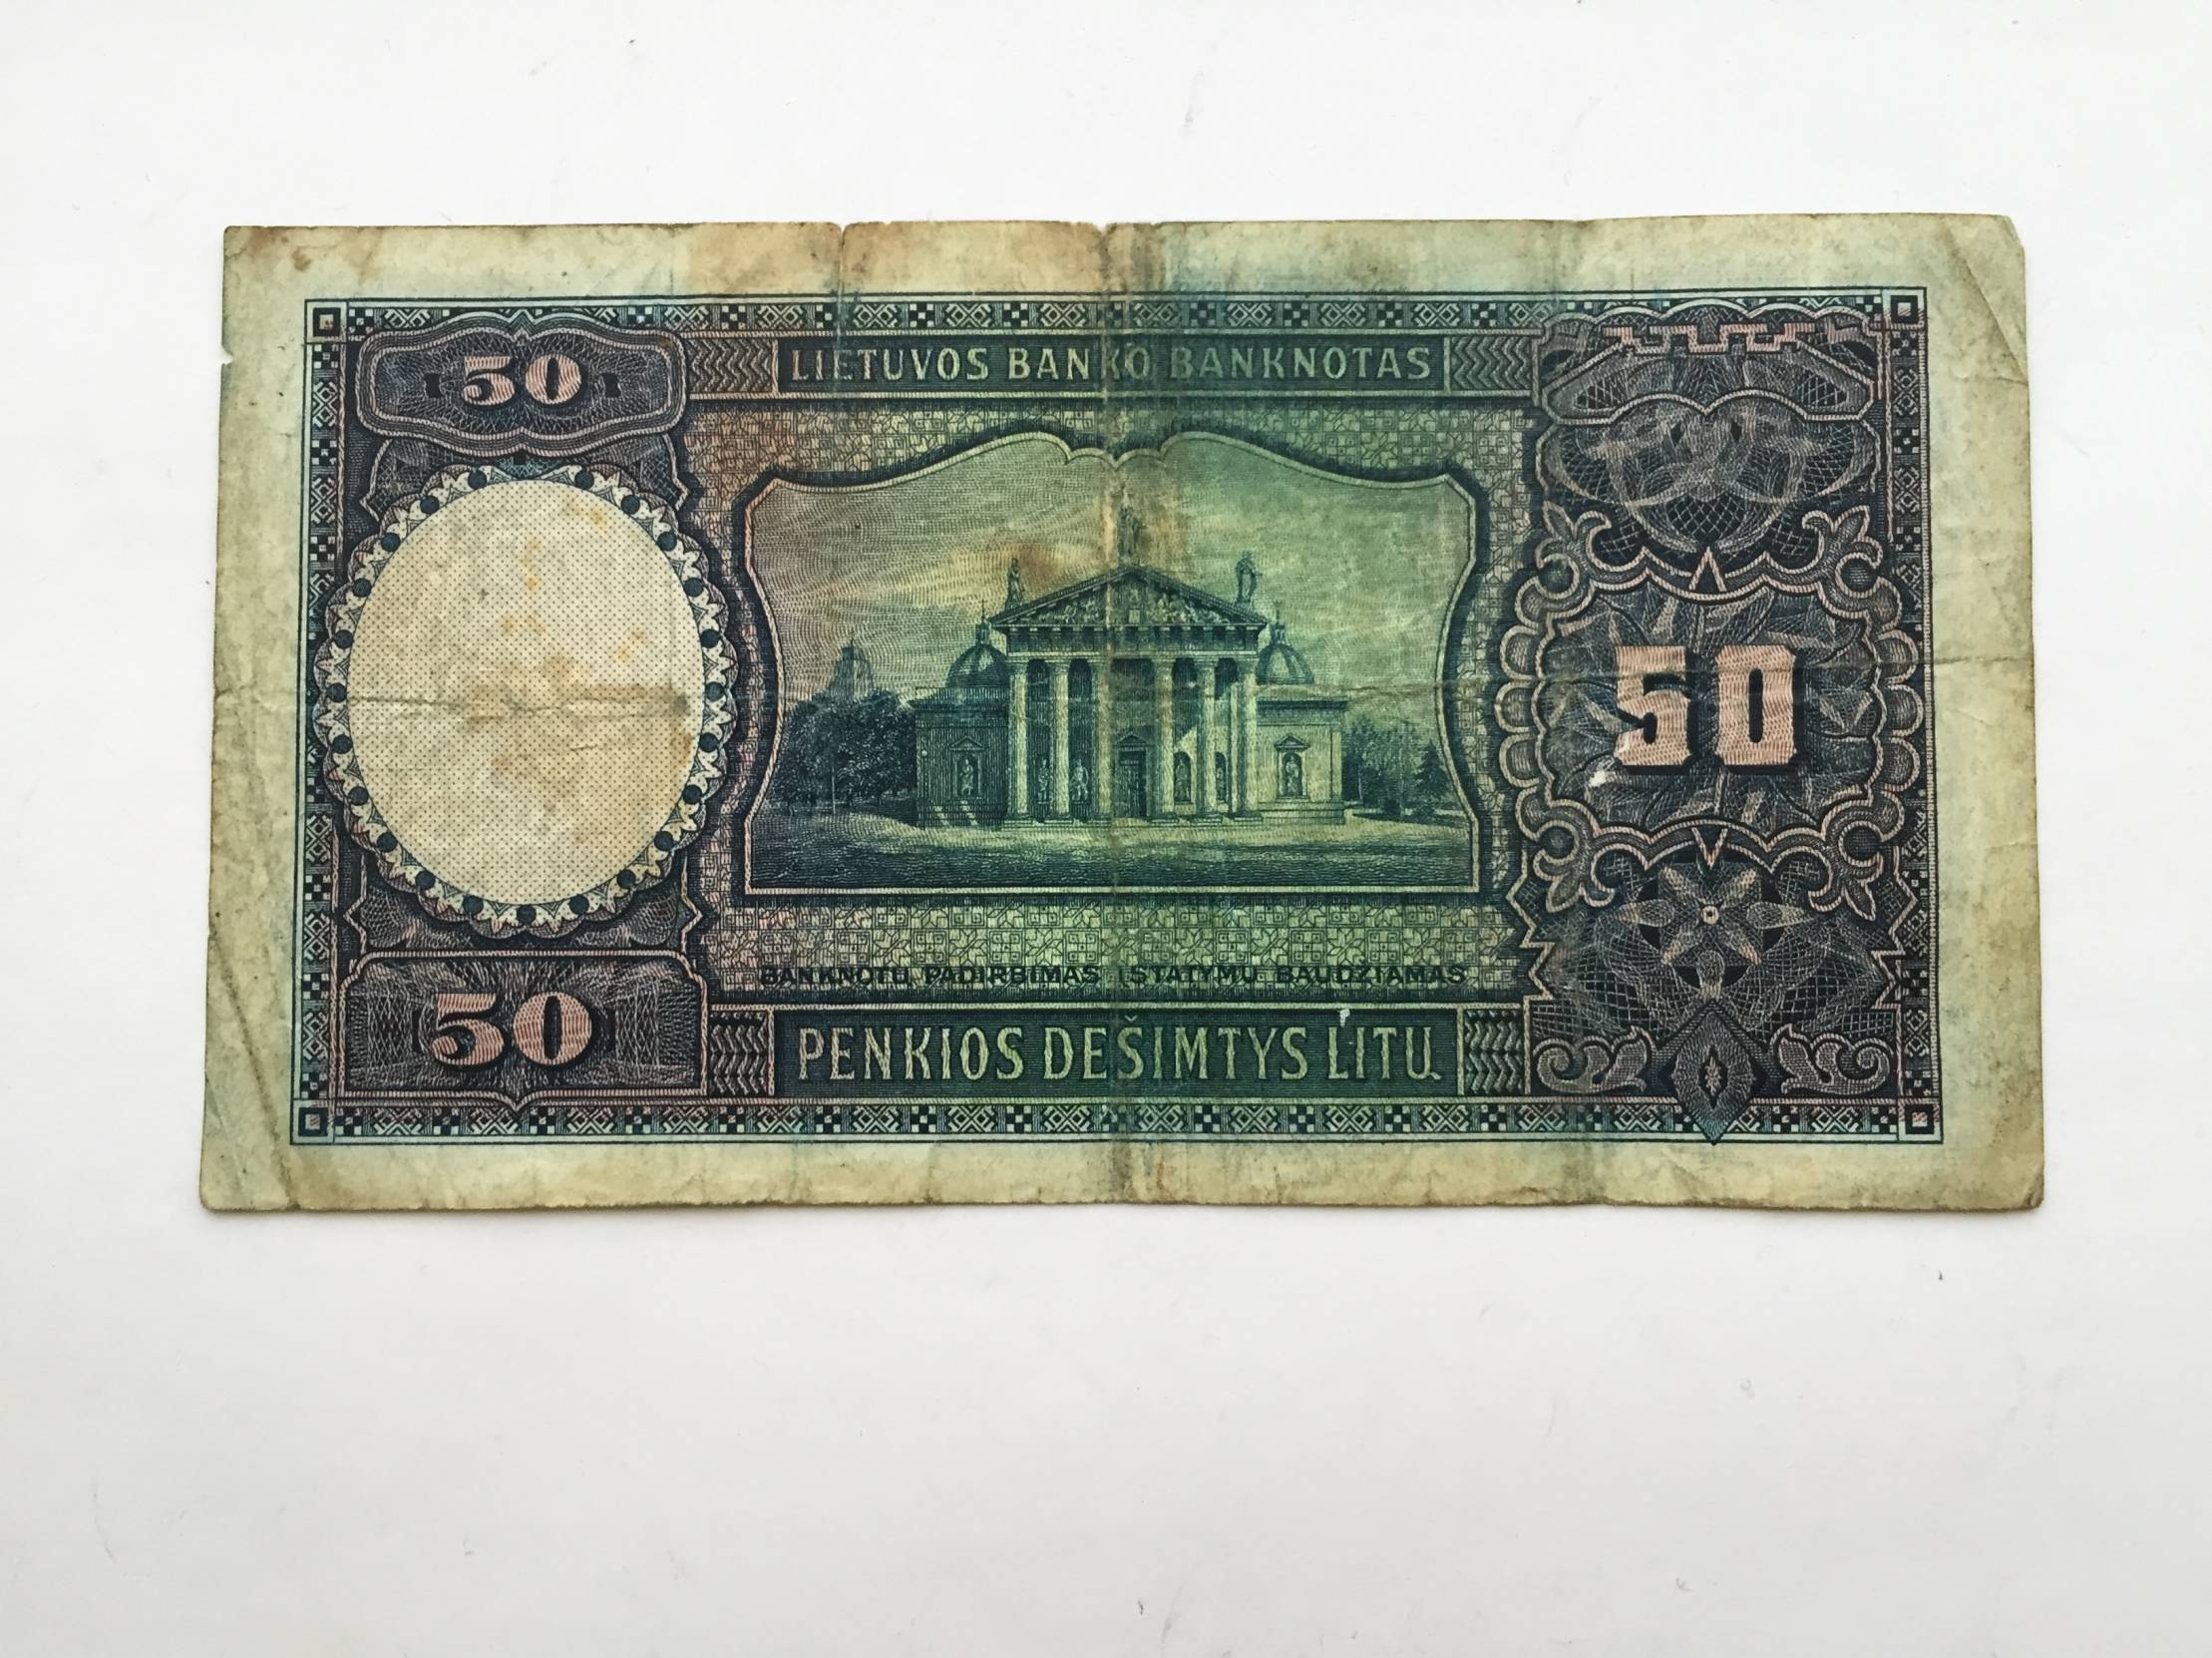 50
LIETUVOS BANKO BANKNOTAS
50
50
BANKNOTŲ PADIRBIMAS ĮSTATYMŲ BAUDŽIAMAS
PENKIOS DEŠIMTYS LITŲ